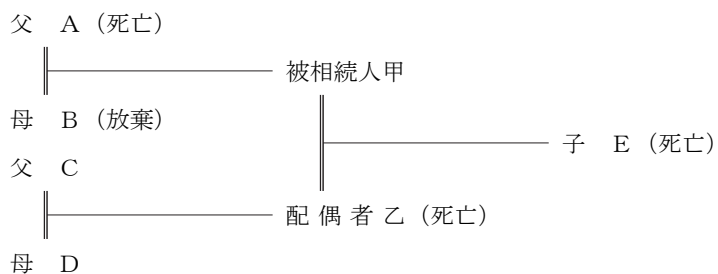 父 A（死亡）
被相続人甲
母 B（放棄）
子 E（死亡）
父 C
配偶者乙（死亡）
母 D